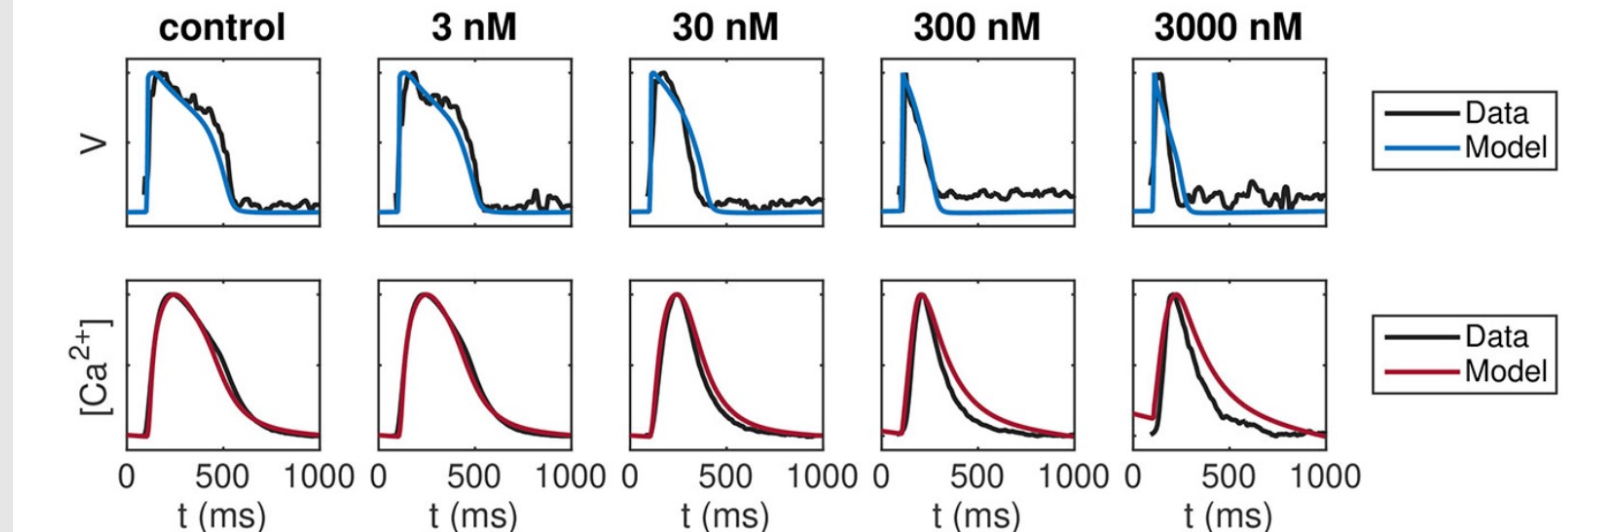 control 3 nM 30 nM 300 nM 3000 nM
V
Data
Model
[Ca2+]
Data
Model
0 500 1000 0 500 1000 0 500 1000 0 500 1000 0 500 1000
t (ms) t (ms) t (ms) t (ms) t (ms)